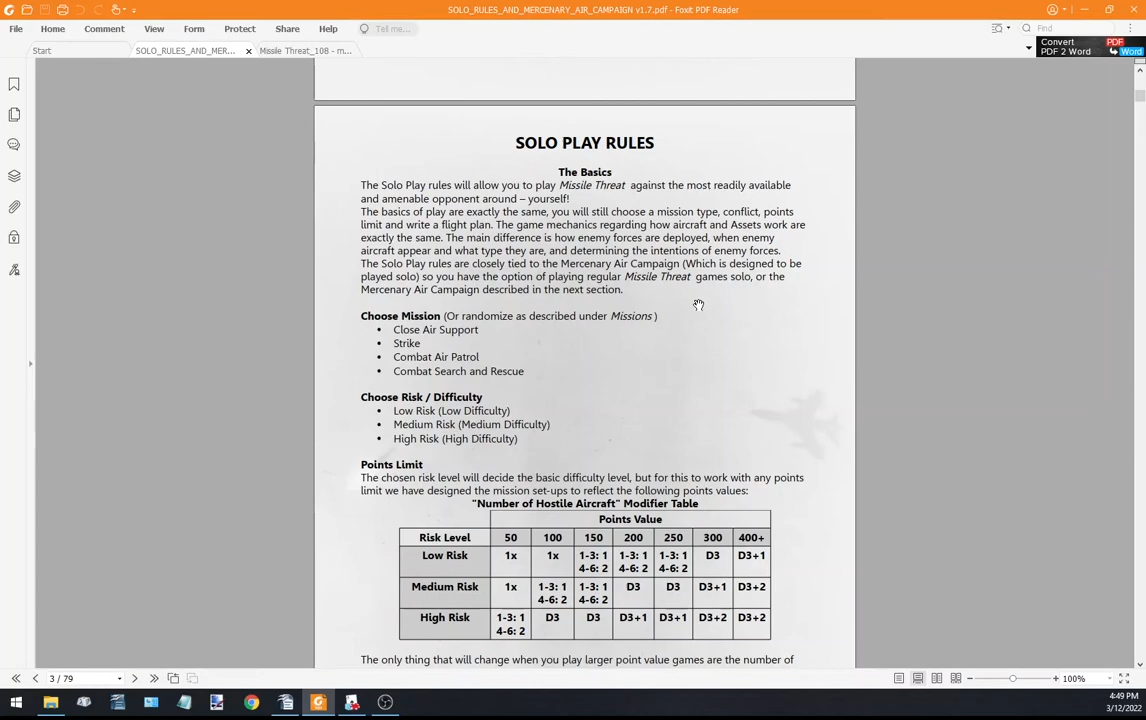 SOLO_RULES_AND_MERCENARY_AIR_CAMPAIGN v1.7.pdf - Foxit PDF Reader
File Home Comment View Form Protect Share Help Tell me... Find
Start SOLO_RULES_AND_MER... Missile Threat_108 - m...
Convert PDF
PDF 2 Word Word
SOLO PLAY RULES
The Basics
The Solo Play rules will allow you to play Missile Threat against the most readily available
and amenable opponent around – yourself!
The basics of play are exactly the same, you will still choose a mission type, conflict, points
limit and write a flight plan. The game mechanics regarding how aircraft and Assets work are
exactly the same. The main difference is how enemy forces are deployed, when enemy
aircraft appear and what type they are, and determining the intentions of enemy forces.
The Solo Play rules are closely tied to the Mercenary Air Campaign (Which is designed to be
played solo) so you have the option of playing regular Missile Threat games solo, or the
Mercenary Air Campaign described in the next section.
Choose Mission (Or randomize as described under Missions )
• Close Air Support
• Strike
• Combat Air Patrol
• Combat Search and Rescue
Choose Risk / Difficulty
• Low Risk (Low Difficulty)
• Medium Risk (Medium Difficulty)
• High Risk (High Difficulty)
Points Limit
The chosen risk level will decide the basic difficulty level, but for this to work with any points
limit we have designed the mission set-ups to reflect the following points values:
"Number of Hostile Aircraft" Modifier Table
Points Value
Risk Level 50 100 150 200 250 300 400+
Low Risk 1x 1x 1-3: 1 1-3: 1 1-3: 1 D3 D3+1
4-6: 2 4-6: 2 4-6: 2
Medium Risk 1x 1-3: 1 1-3: 1 D3 D3 D3+1 D3+2
4-6: 2 4-6: 2
High Risk 1-3: 1 D3 D3 D3+1 D3+1 D3+2 D3+2
4-6: 2
The only thing that will change when you play larger point value games are the number of
3 / 79 100%
4:49 PM
3/12/2022